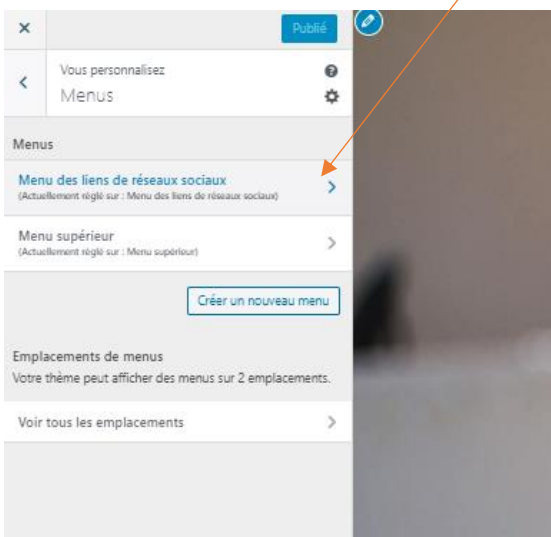 Publié
Vous personnalisez
Menus
Menus
Menu des liens de réseaux sociaux
(Actuellement réglé sur : Menu des liens de réseaux sociaux)
Menu supérieur
(Actuellement réglé sur : Menu supérieur)
Créer un nouveau menu
Emplacements de menus
Votre thème peut afficher des menus sur 2 emplacements.
Voir tous les emplacements